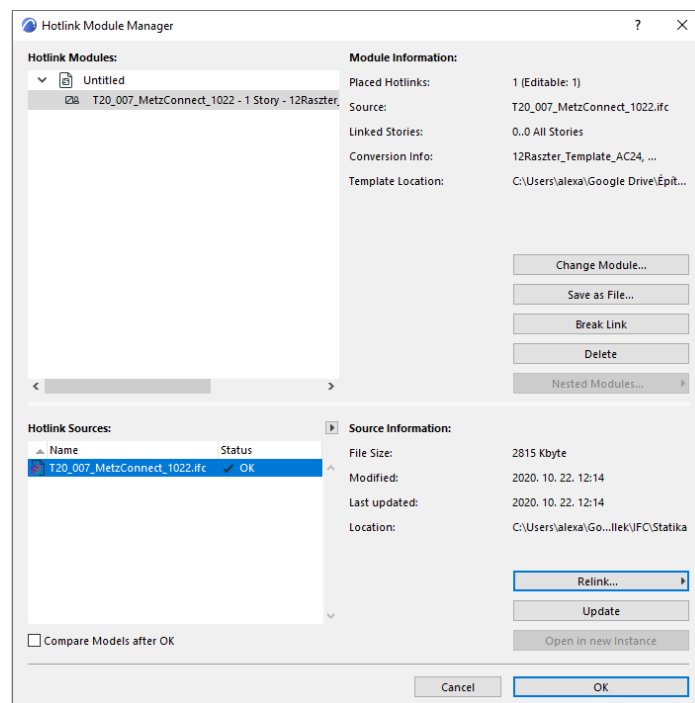 Hotlink Module Manager
? ×
Hotlink Modules:
Untitled
T20_007_MetzConnect_1022 - 1 Story - 12Raszter_
Module Information:
Placed Hotlinks: 1 (Editable: 1)
Source: T20_007_MetzConnect_1022.ifc
Linked Stories: 0..0 All Stories
Conversion Info: 12Raszter_Template_AC24, ...
Template Location: C:\Users\alexa\Google Drive\Épít...
Change Module...
Save as File...
Break Link
Delete
Nested Modules...
Hotlink Sources:
Name Status
T20_007_MetzConnect_1022.ifc OK
Compare Models after OK
Source Information:
File Size: 2815 Kbyte
Modified: 2020. 10. 22. 12:14
Last updated: 2020. 10. 22. 12:14
Location: C:\Users\alexa\Go...llek\IFC\Statika
Relink...
Update
Open in new Instance
Cancel
OK